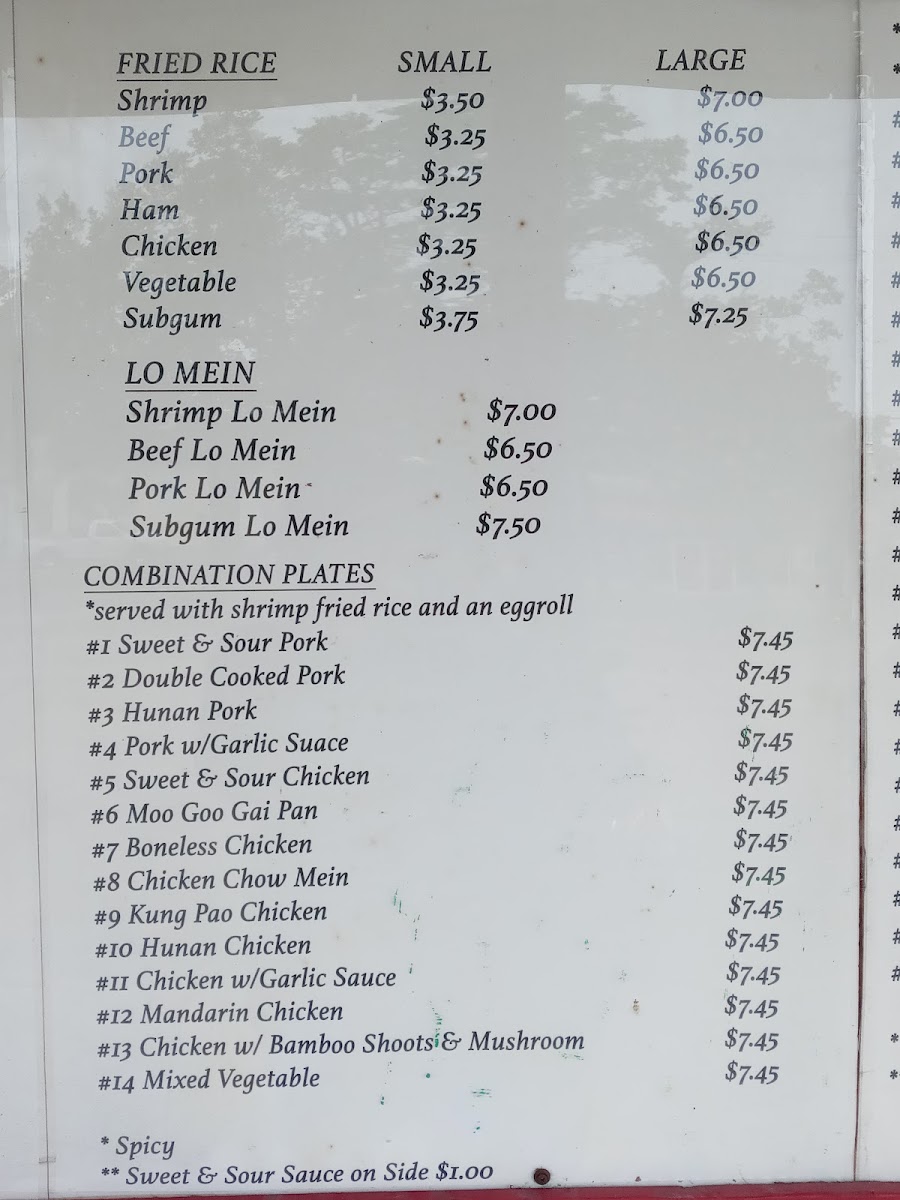 FRIED RICE SMALL LARGE
Shrimp $3.50 $7.00
Beef $3.25 $6.50
Pork $3.25 $6.50
Ham $3.25 $6.50
Chicken $3.25 $6.50
Vegetable $3.25 $6.50
Subgum $3.75 $7.25
LO MEIN
Shrimp Lo Mein $7.00
Beef Lo Mein $6.50
Pork Lo Mein $6.50
Subgum Lo Mein $7.50
COMBINATION PLATES
*served with shrimp fried rice and an eggroll
#1 Sweet & Sour Pork $7.45
#2 Double Cooked Pork $7.45
#3 Hunan Pork $7.45
#4 Pork w/Garlic Suace $7.45
#5 Sweet & Sour Chicken $7.45
#6 Moo Goo Gai Pan $7.45
#7 Boneless Chicken $7.45
#8 Chicken Chow Mein $7.45
#9 Kung Pao Chicken $7.45
#10 Hunan Chicken $7.45
#11 Chicken w/Garlic Sauce $7.45
#12 Mandarin Chicken $7.45
#13 Chicken w/ Bamboo Shoots & Mushroom $7.45
#14 Mixed Vegetable $7.45
* Spicy
** Sweet & Sour Sauce on Side $1.00